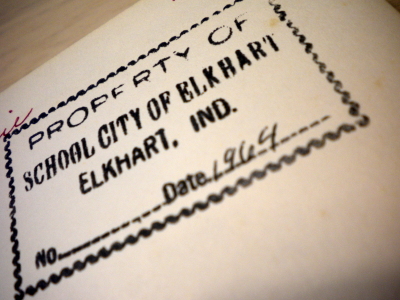 PROPERTY OF
SCHOOL CITY OF ELKHART
ELKHART, IND.
No. Date 1964